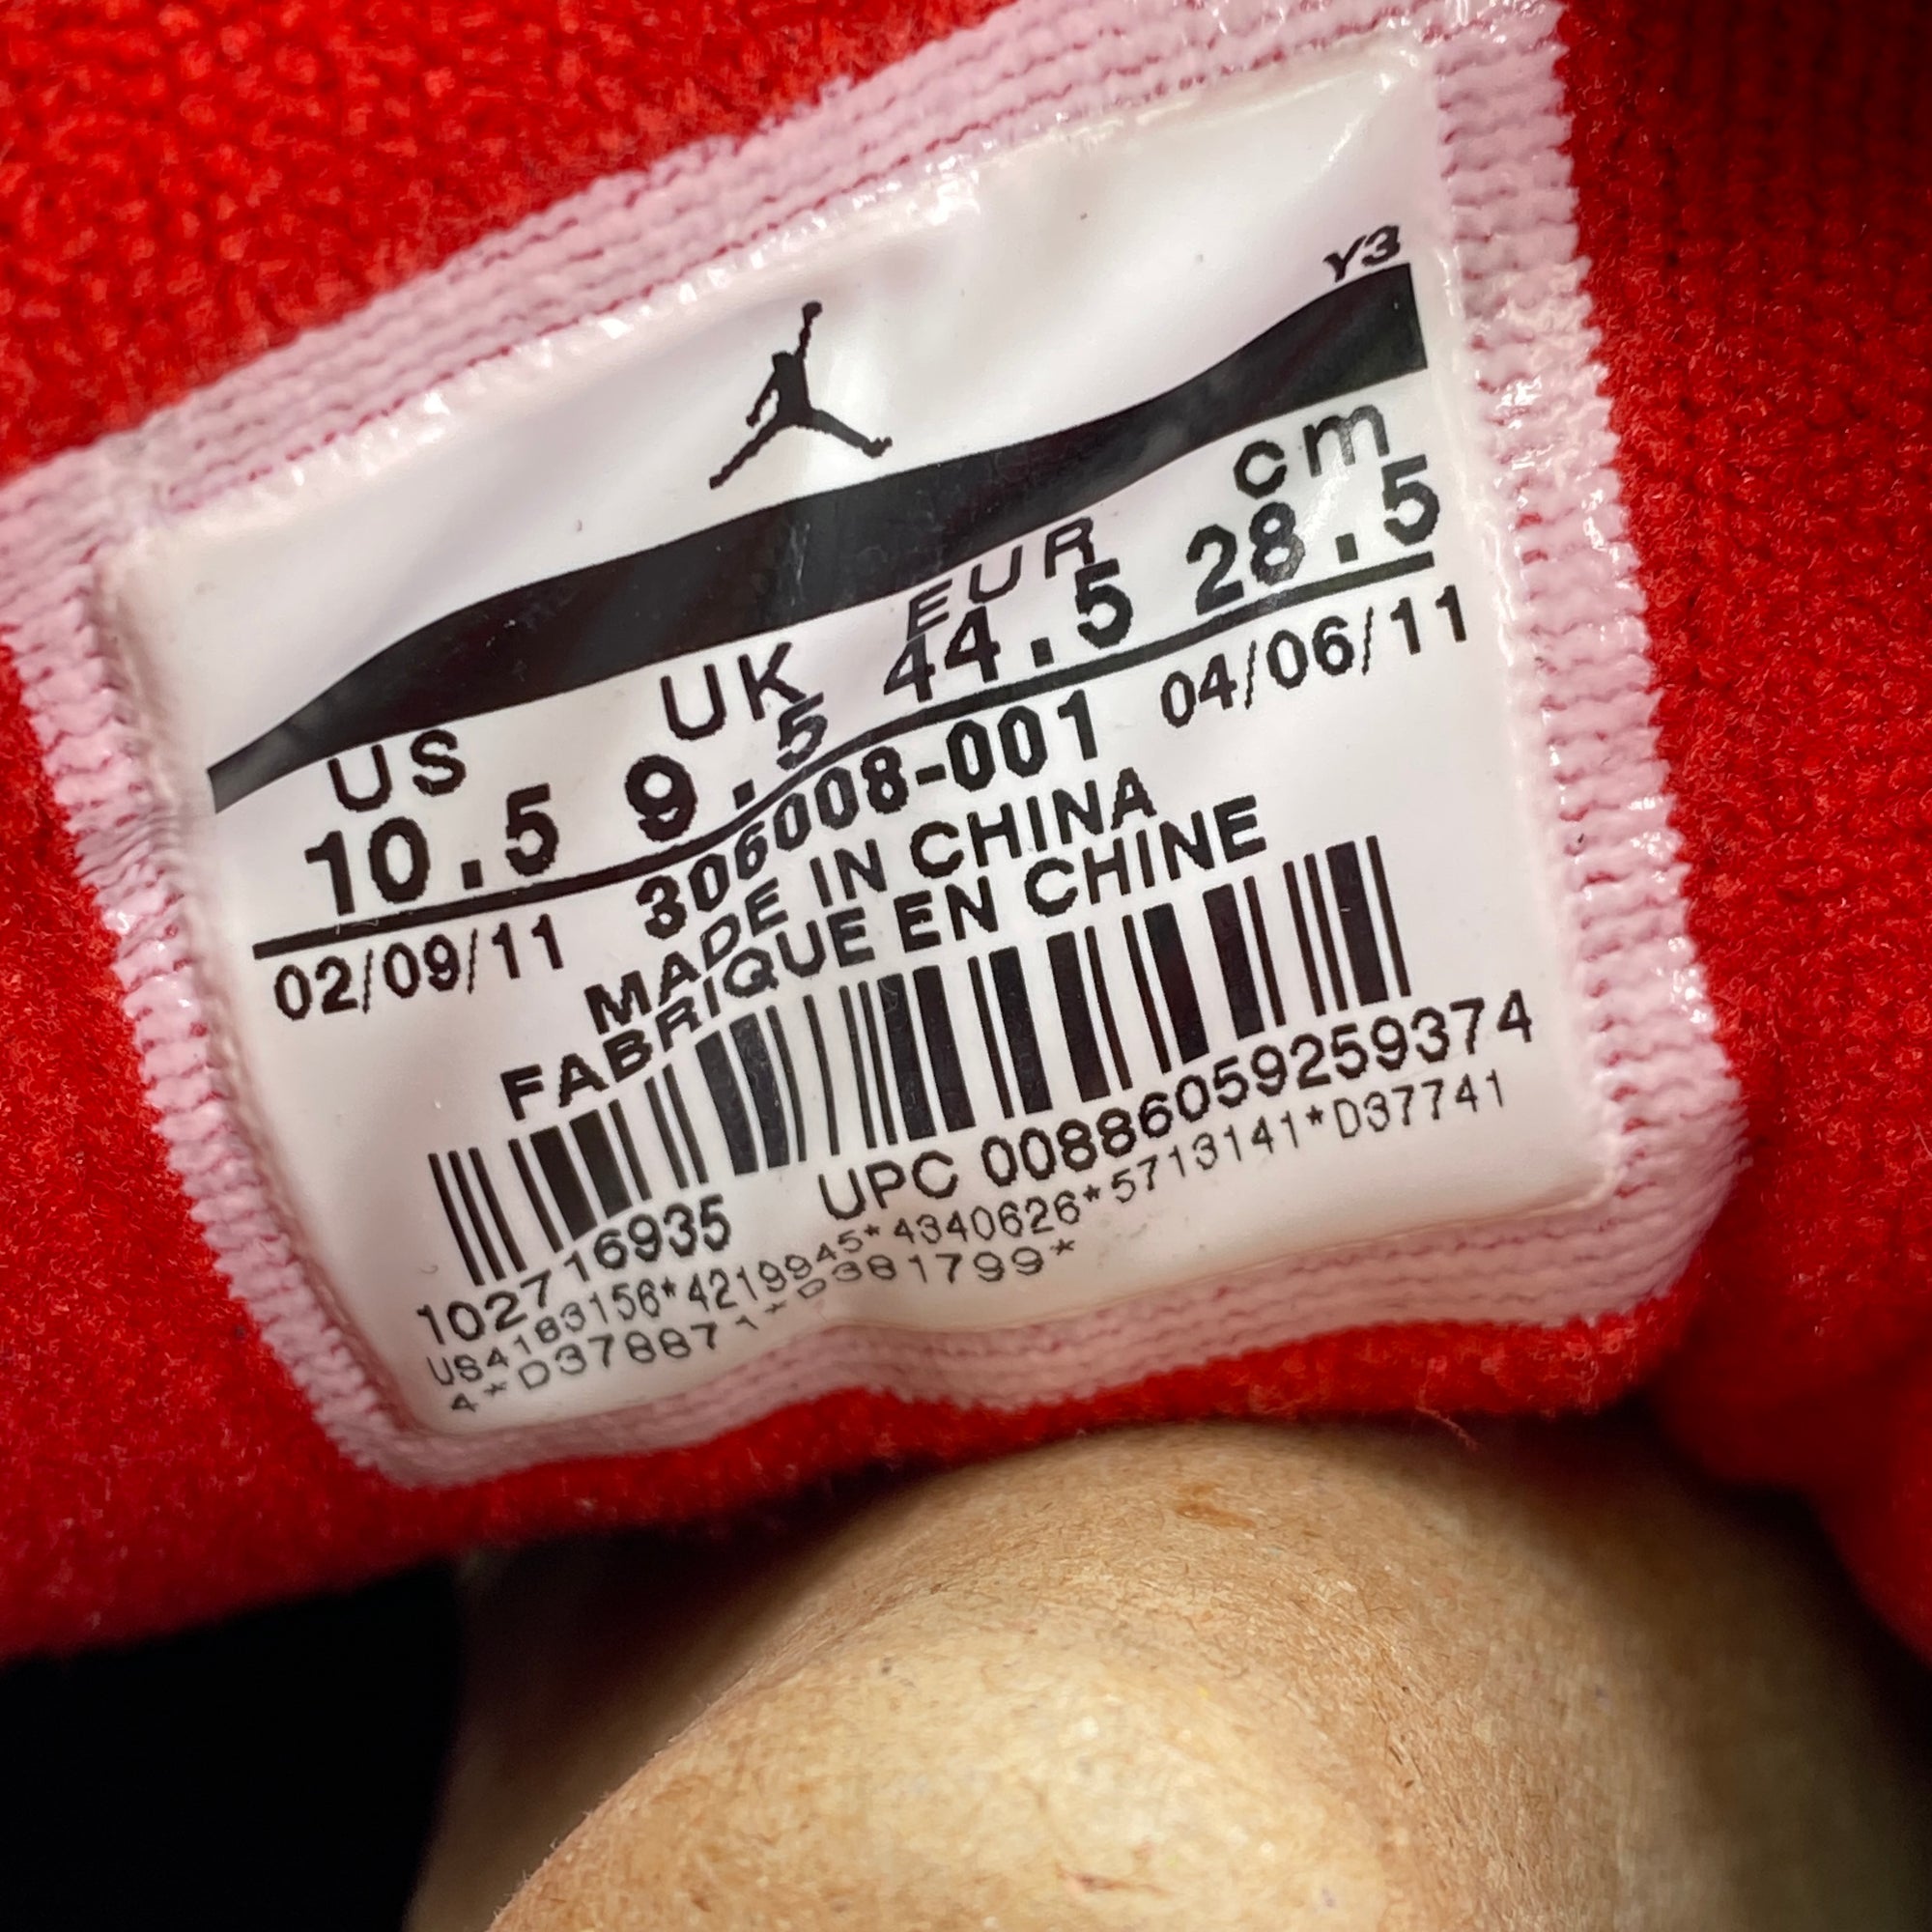 Y3
US UK EUR cm
10.5 9.5 44.5 28.5
02/09/11 306008-001 04/06/11
MADE IN CHINA
FABRIQUE EN CHINE
102716935 UPC 00886059259374
US4183156*4219945*4340626*5713141*D37741
4*D378871*D381799*